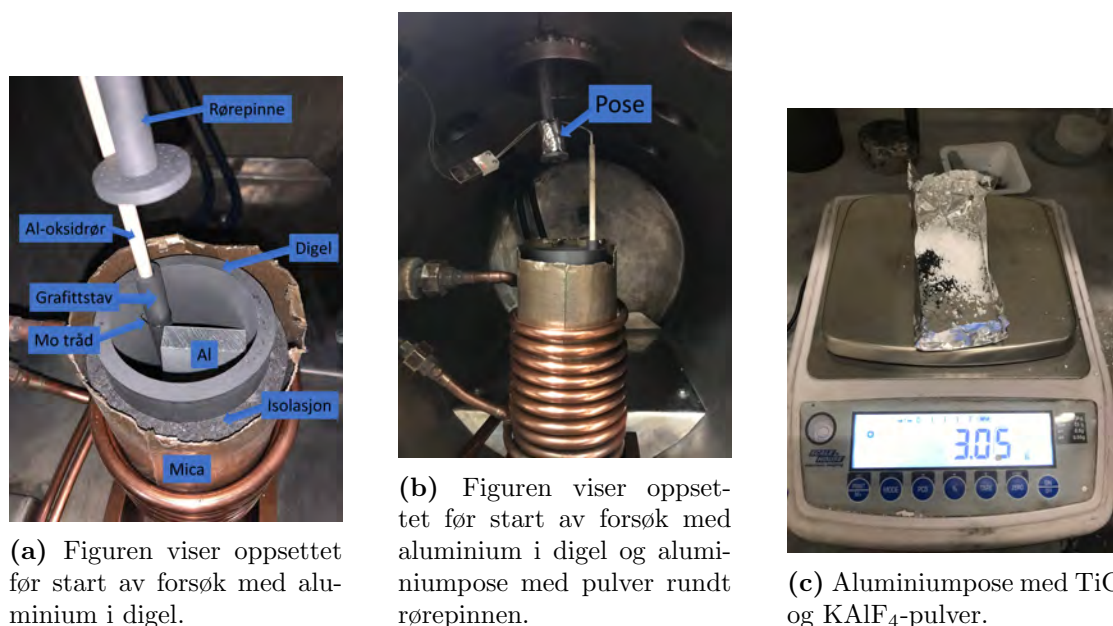 Rørepinne
Al-oksidrør
Digel
Grafittstav
Mo tråd
Al
Isolasjon
Mica
(a) Figuren viser oppsettet
før start av forsøk med alu-
minium i digel.
Pose
(b) Figuren viser oppset-
tet før start av forsøk med
aluminium i digel og alumi-
niumpose med pulver rundt
rørepinnen.
3.05
MODE
(c) Aluminiumpose med TiC
og KAlF₄-pulver.